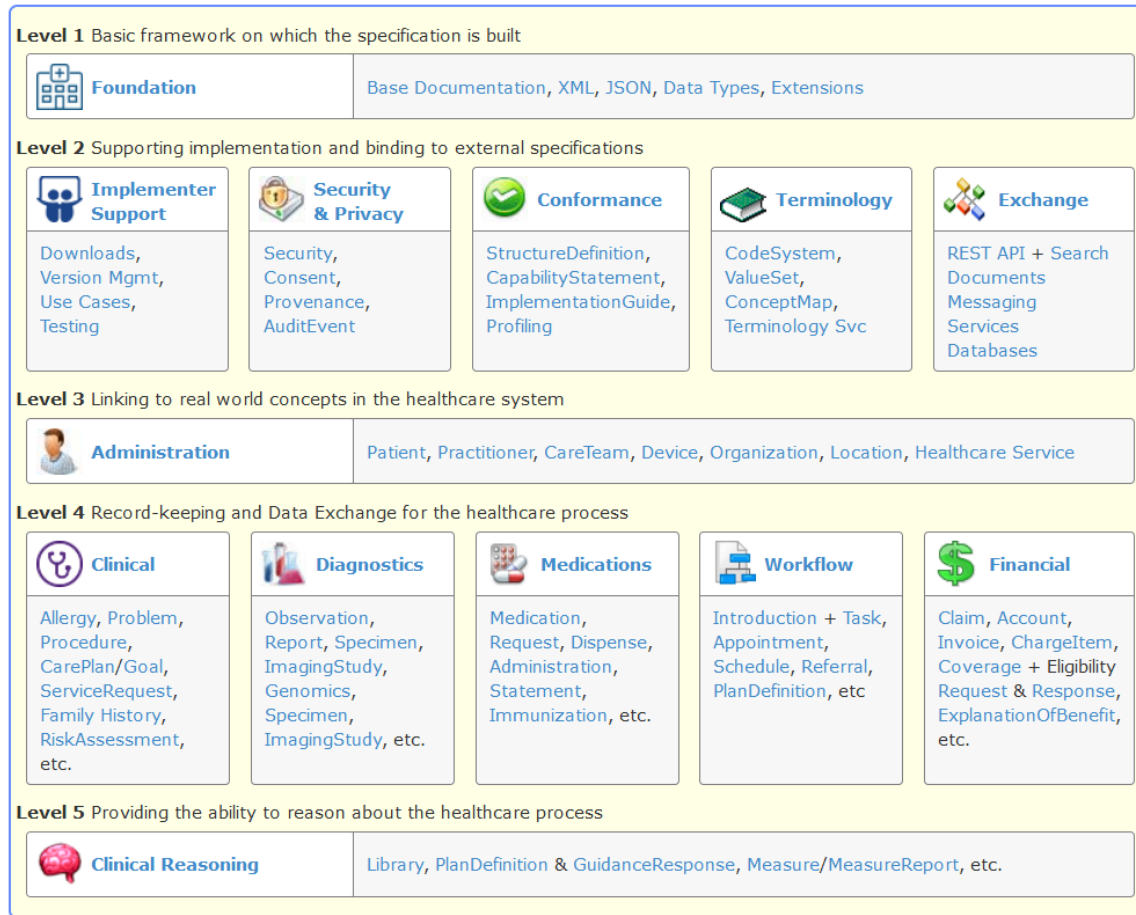 Level 1 Basic framework on which the specification is built
Foundation
Base Documentation, XML, JSON, Data Types, Extensions
Level 2 Supporting implementation and binding to external specifications
Implementer
Support
Downloads,
Version Mgmt,
Use Cases,
Testing
Security
& Privacy
Security,
Consent,
Provenance,
AuditEvent
Conformance
StructureDefinition,
CapabilityStatement,
ImplementationGuide,
Profiling
Terminology
CodeSystem,
ValueSet,
ConceptMap,
Terminology Svc
Exchange
REST API + Search
Documents
Messaging
Services
Databases
Level 3 Linking to real world concepts in the healthcare system
Administration
Patient, Practitioner, CareTeam, Device, Organization, Location, Healthcare Service
Level 4 Record-keeping and Data Exchange for the healthcare process
Clinical
Allergy, Problem,
Procedure,
CarePlan/Goal,
ServiceRequest,
Family History,
RiskAssessment,
etc.
Diagnostics
Observation,
Report, Specimen,
ImagingStudy,
Genomics,
Specimen,
ImagingStudy, etc.
Medications
Medication,
Request, Dispense,
Administration,
Statement,
Immunization, etc.
Workflow
Introduction + Task,
Appointment,
Schedule, Referral,
PlanDefinition, etc
Financial
Claim, Account,
Invoice, ChargeItem,
Coverage + Eligibility
Request & Response,
ExplanationOfBenefit,
etc.
Level 5 Providing the ability to reason about the healthcare process
Clinical Reasoning
Library, PlanDefinition & GuidanceResponse, Measure/MeasureReport, etc.